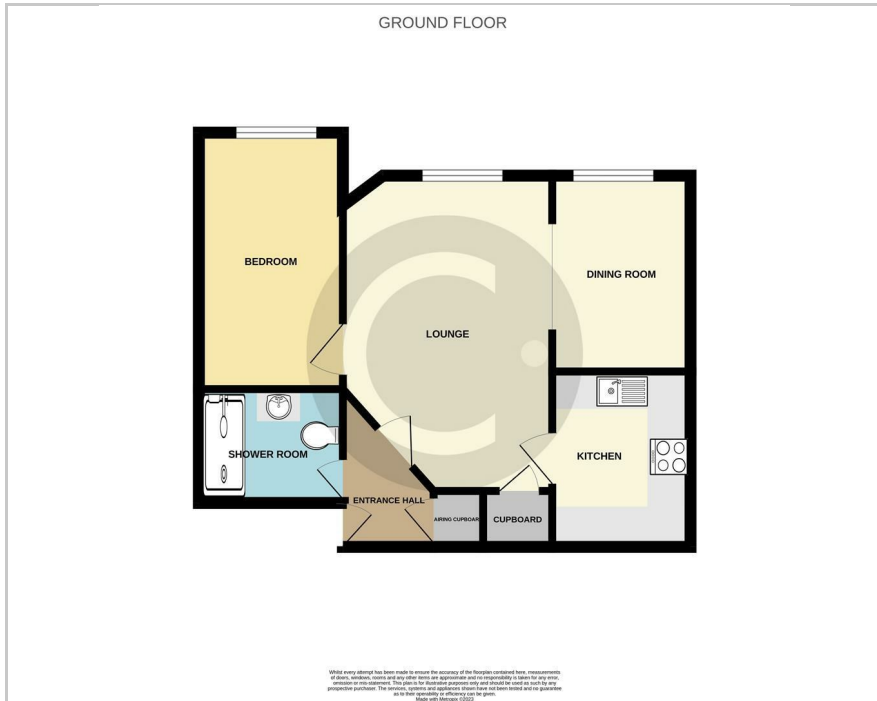 GROUND FLOOR
BEDROOM
DINING ROOM
LOUNGE
SHOWER ROOM
KITCHEN
ENTRANCE HALL
AIRING CUPBOAR
CUPBOARD
Whilst every attempt has been made to ensure the accuracy of the floorplan contained here, measurements
of doors, windows, rooms and any other items are approximate and no responsibility is taken for any error,
omission or mis-statement. This plan is for illustrative purposes only and should be used as such by any
prospective purchaser. The services, systems and appliances shown have not been tested and no guarantee
as to their operability or efficiency can be given.
Made with Metropix ©2023